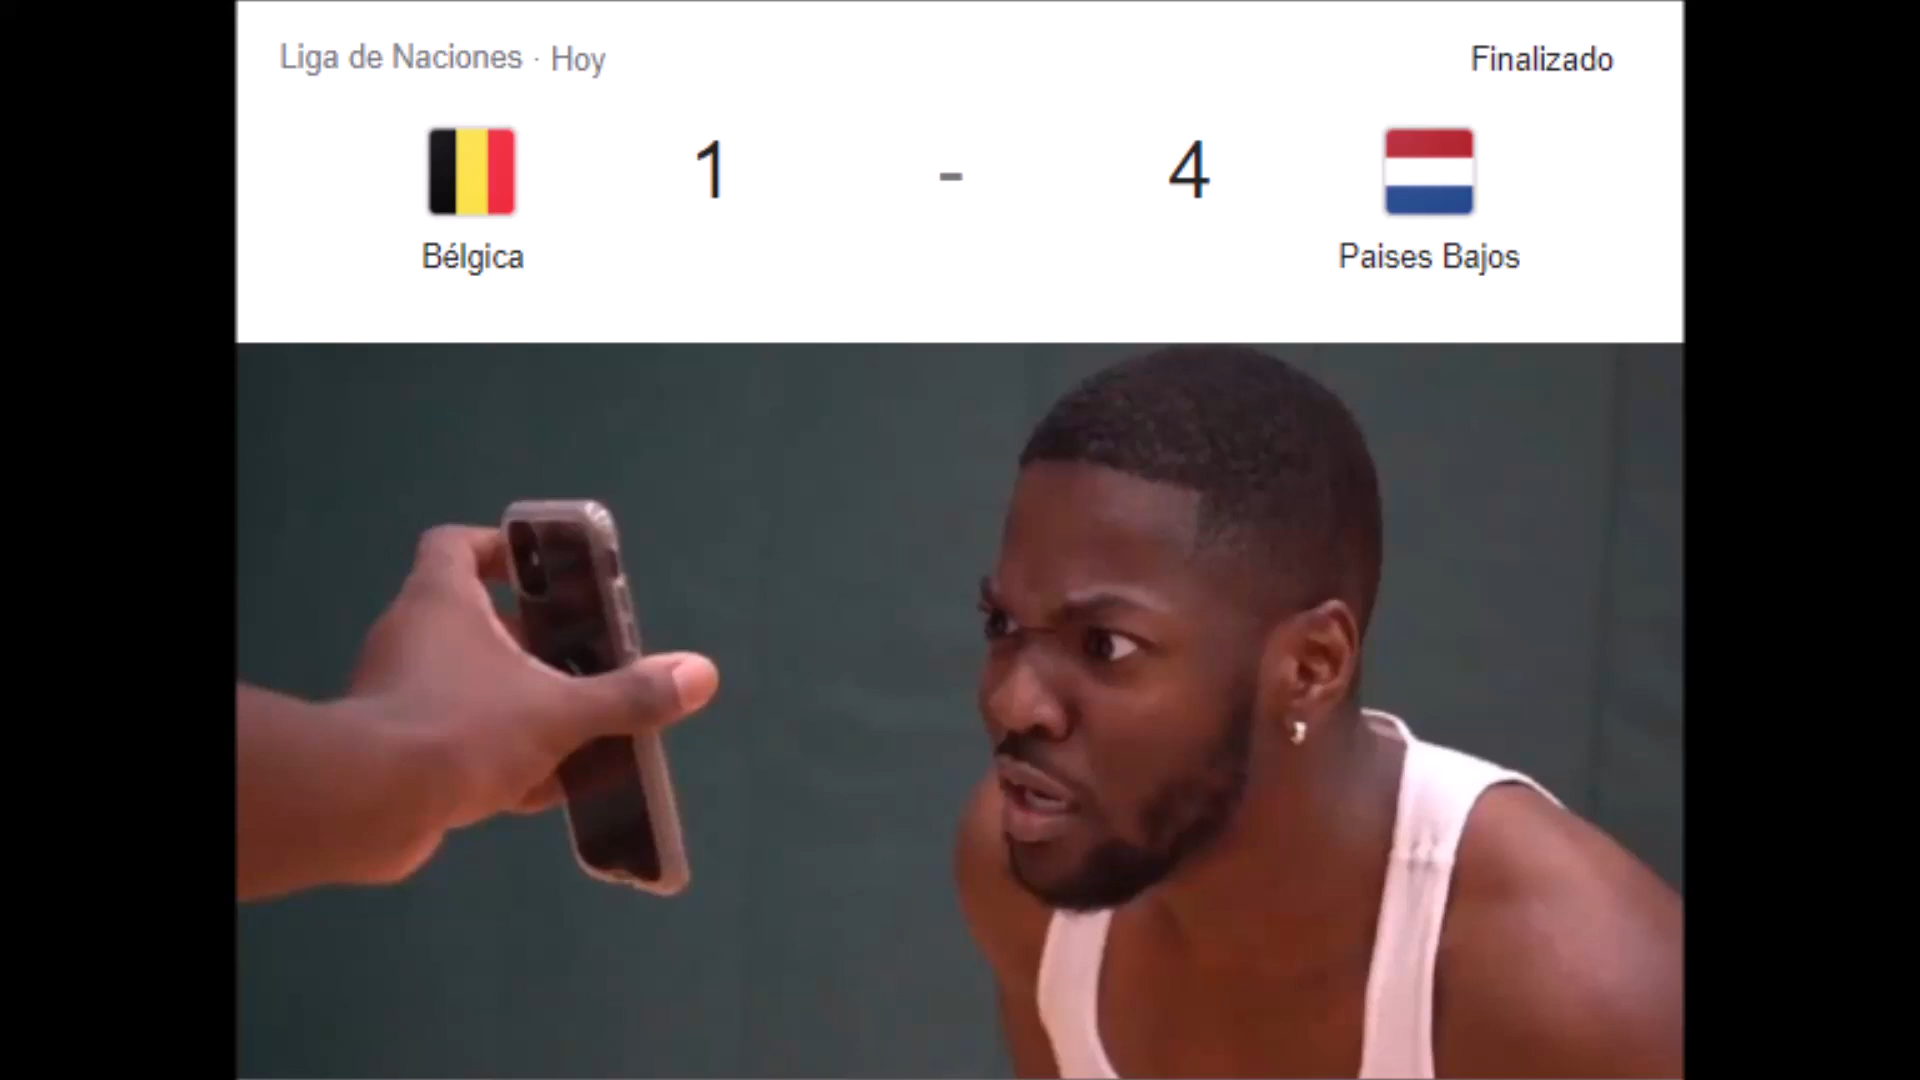 Liga de Naciones · Hoy
Finalizado
1 - 4
Bélgica
Paises Bajos